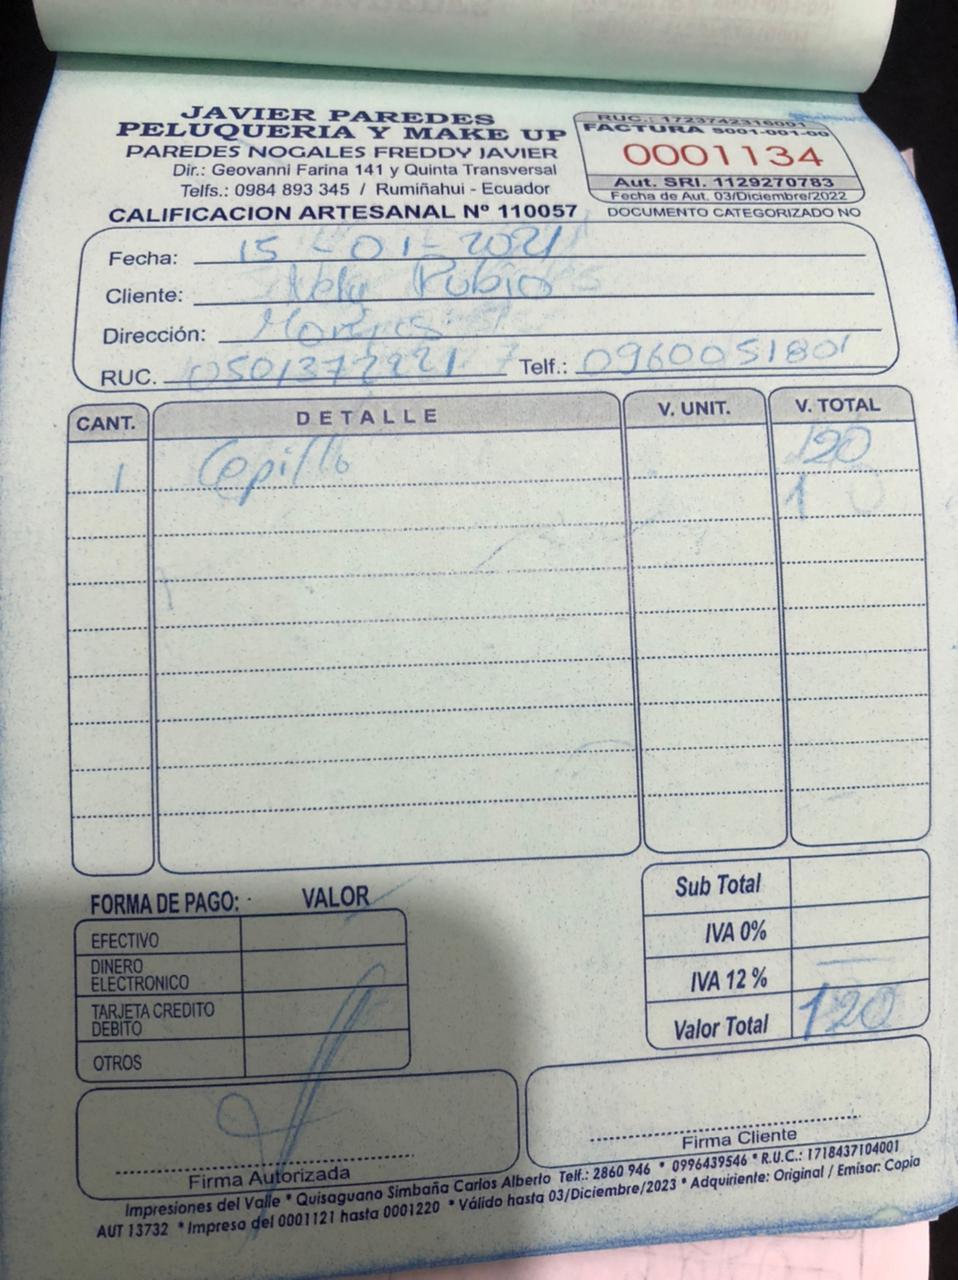 JAVIER PAREDES
PELUQUERIA Y MAKE UP
PAREDES NOGALES FREDDY JAVIER
Dir.: Geovanni Farina 141 y Quinta Transversal
Telfs.: 0984 893 345 / Rumiñahui - Ecuador
CALIFICACION ARTESANAL Nº 110057
RUC.: 1723742316001
FACTURA S001-001-00
0001134
Aut. SRI. 1129270783
Fecha de Aut. 03/Diciembre/2022
DOCUMENTO CATEGORIZADO NO
Fecha: 15 - 01 - 2021
Cliente: Rubio
Dirección:
RUC. Telf.: 0960051801
CANT. DETALLE V. UNIT. V. TOTAL
1 Cepillo 120
1
FORMA DE PAGO: VALOR
EFECTIVO
DINERO ELECTRONICO
TARJETA CREDITO DEBITO
OTROS
Sub Total
IVA 0%
IVA 12 %
Valor Total 120
Firma Autorizada
Firma Cliente
Impresiones del Valle * Quisaguano Simbaña Carlos Alberto Telf.: 2860 946 * 0996439546 * R.U.C.: 1718437104001
AUT 13732 * Impreso del 0001121 hasta 0001220 * Válido hasta 03/Diciembre/2023 * Adquiriente: Original / Emisor: Copia